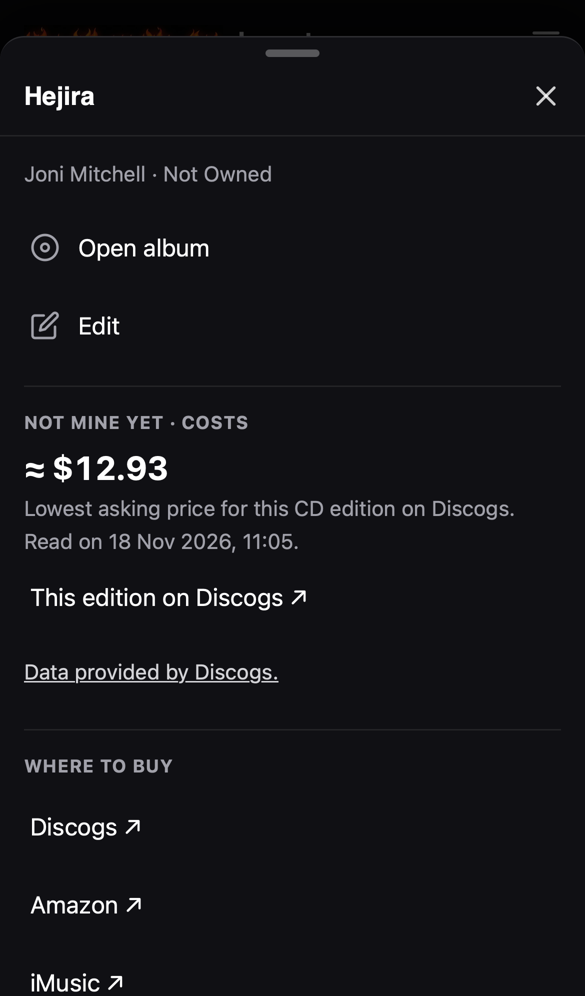 Hejira
Joni Mitchell · Not Owned
Open album
Edit
NOT MINE YET · COSTS
≈ $12.93
Lowest asking price for this CD edition on Discogs.
Read on 18 Nov 2026, 11:05.
This edition on Discogs ↗
Data provided by Discogs.
WHERE TO BUY
Discogs ↗
Amazon ↗
iMusic ↗